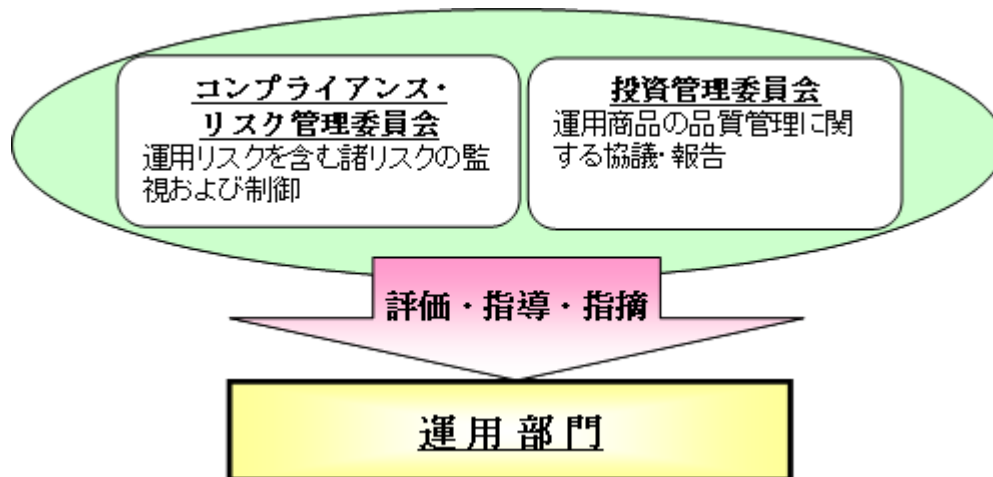 コンプライアンス・
リスク管理委員会
運用リスクを含む諸リスクの監
視および制御
投資管理委員会
運用商品の品質管理に関
する協議・報告
評価・指導・指摘
運用部門